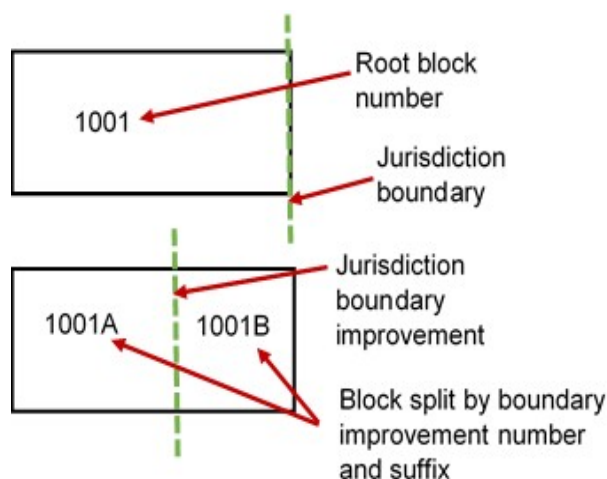 1001
Root block
number
Jurisdiction
boundary
1001A
1001B
Jurisdiction
boundary
improvement
Block split by boundary
improvement number
and suffix